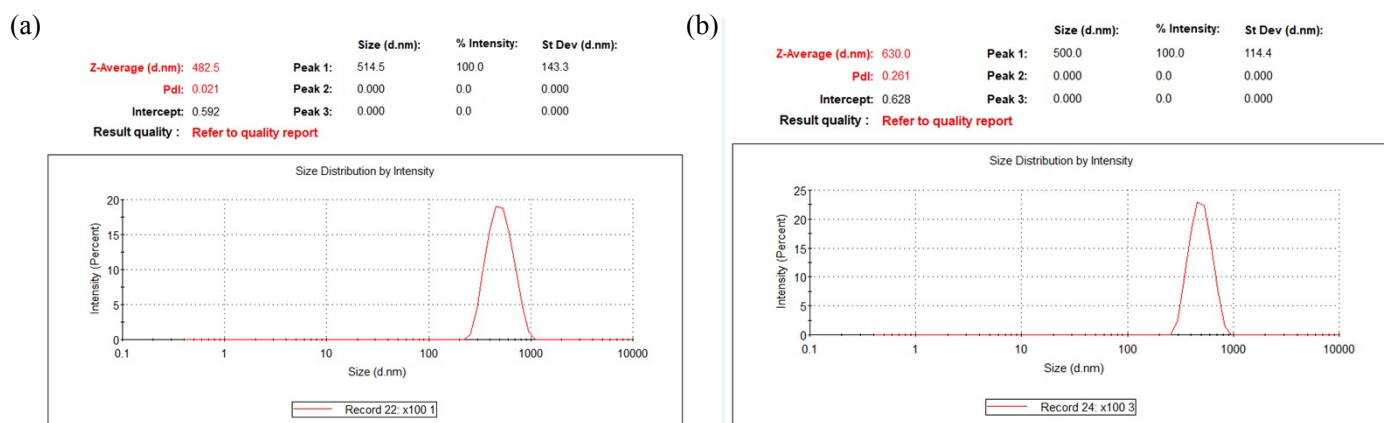 (a)
Size (d.nm): % Intensity: St Dev (d.nm):
Z-Average (d.nm): 482.5 Peak 1: 514.5 100.0 143.3
PdI: 0.021 Peak 2: 0.000 0.0 0.000
Intercept: 0.592 Peak 3: 0.000 0.0 0.000
Result quality : Refer to quality report
Size Distribution by Intensity
20
15
10
5
0
Intensity (Percent)
0.1 1 10 100 1000 10000
Size (d.nm)
Record 22: x100 1
(b)
Size (d.nm): % Intensity: St Dev (d.nm):
Z-Average (d.nm): 630.0 Peak 1: 500.0 100.0 114.4
PdI: 0.261 Peak 2: 0.000 0.0 0.000
Intercept: 0.628 Peak 3: 0.000 0.0 0.000
Result quality : Refer to quality report
Size Distribution by Intensity
25
20
15
10
5
0
Intensity (Percent)
0.1 1 10 100 1000 10000
Size (d.nm)
Record 24: x100 3